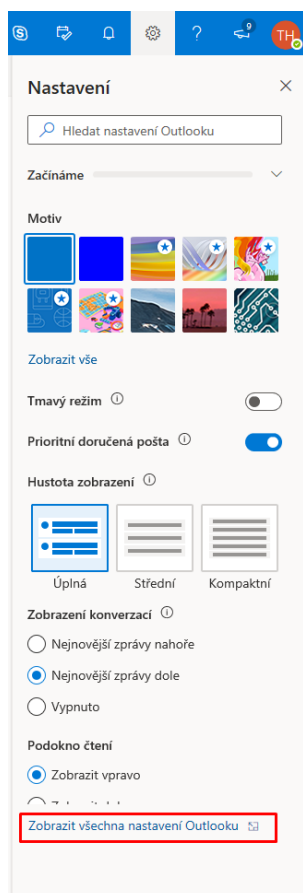 9
TH
Nastavení
Hledat nastavení Outlooku
Začínáme
Motiv
Zobrazit vše
Tmavý režim
Prioritní doručená pošta
Hustota zobrazení
Úplná Střední Kompaktní
Zobrazení konverzací
Nejnovější zprávy nahoře
Nejnovější zprávy dole
Vypnuto
Podokno čtení
Zobrazit vpravo
Zobrazit všechna nastavení Outlooku